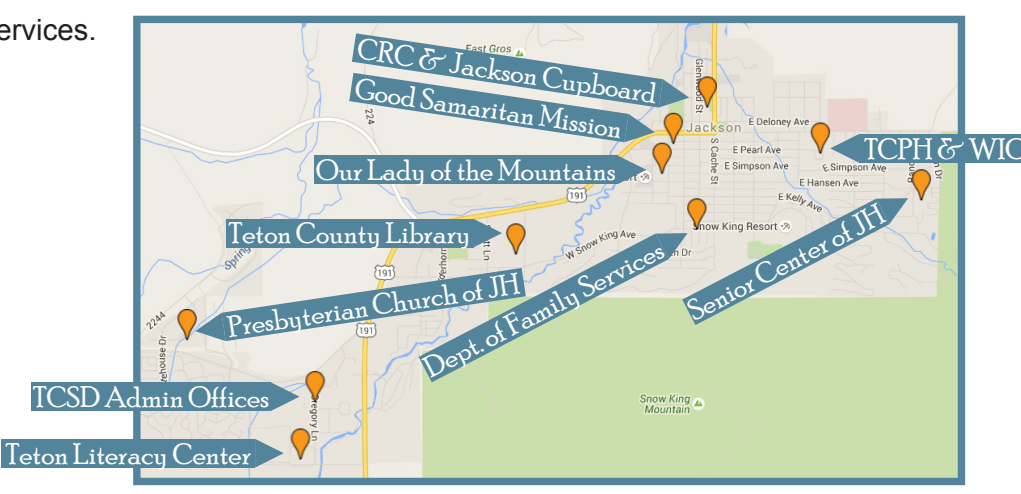 ervices.
East Gros
CRC & Jackson Cupboard
Glenwood St
Good Samaritan Mission
224
Jackson
E Deloney Ave
TCPH & WIC
E Pearl Ave
S Cache St
E Simpson Ave
E Simpson Ave
Our Lady of the Mountains
E Hansen Ave
191
E Kelly Ave
Teton County Library
Snow King Resort
W Snow King Ave
Senior Center of JH
Spring
191
Dept. of Family Services
Presbyterian Church of JH
2244
191
TCSD Admin Offices
Snow King
Mountain
Gregory Ln
Teton Literacy Center